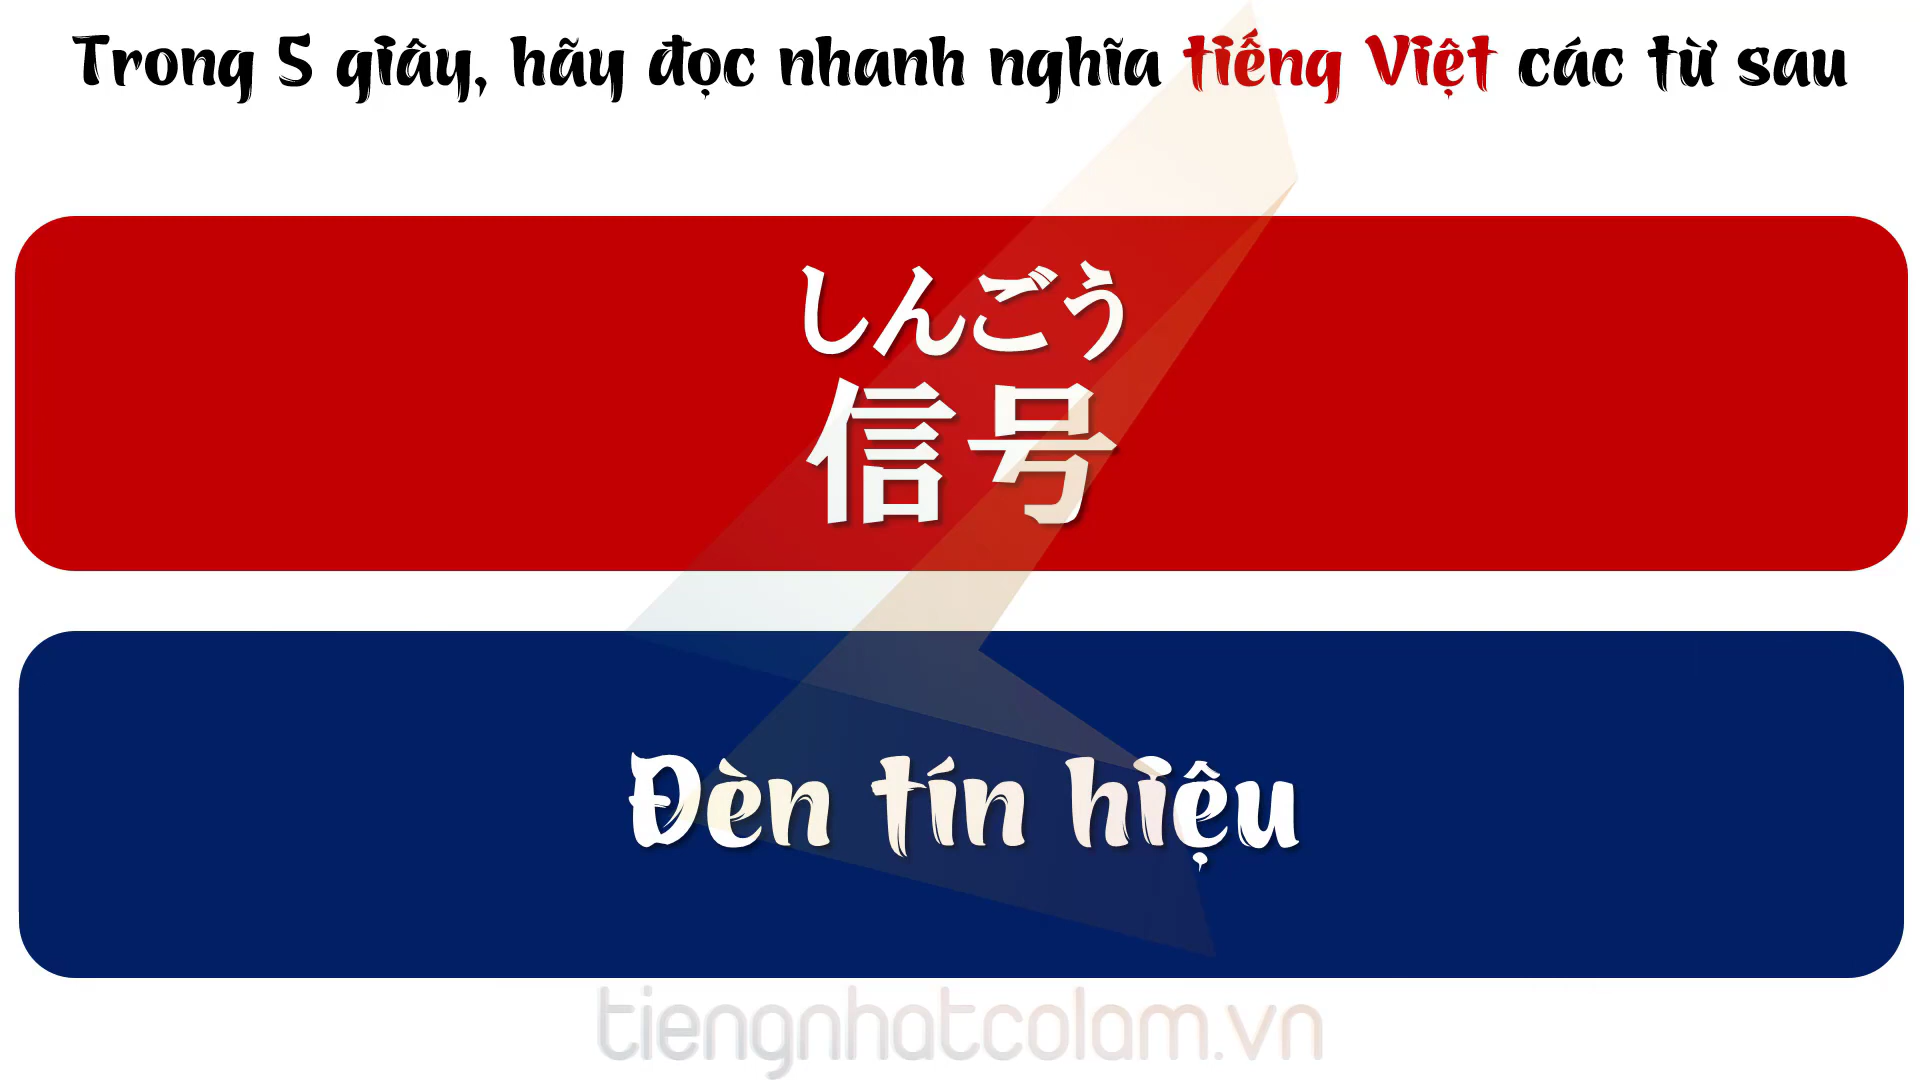 Trong 5 giây, hãy đọc nhanh nghĩa tiếng Việt các từ sau
しんごう
信号
Đèn tín hiệu
tiengnhatcolam.vn